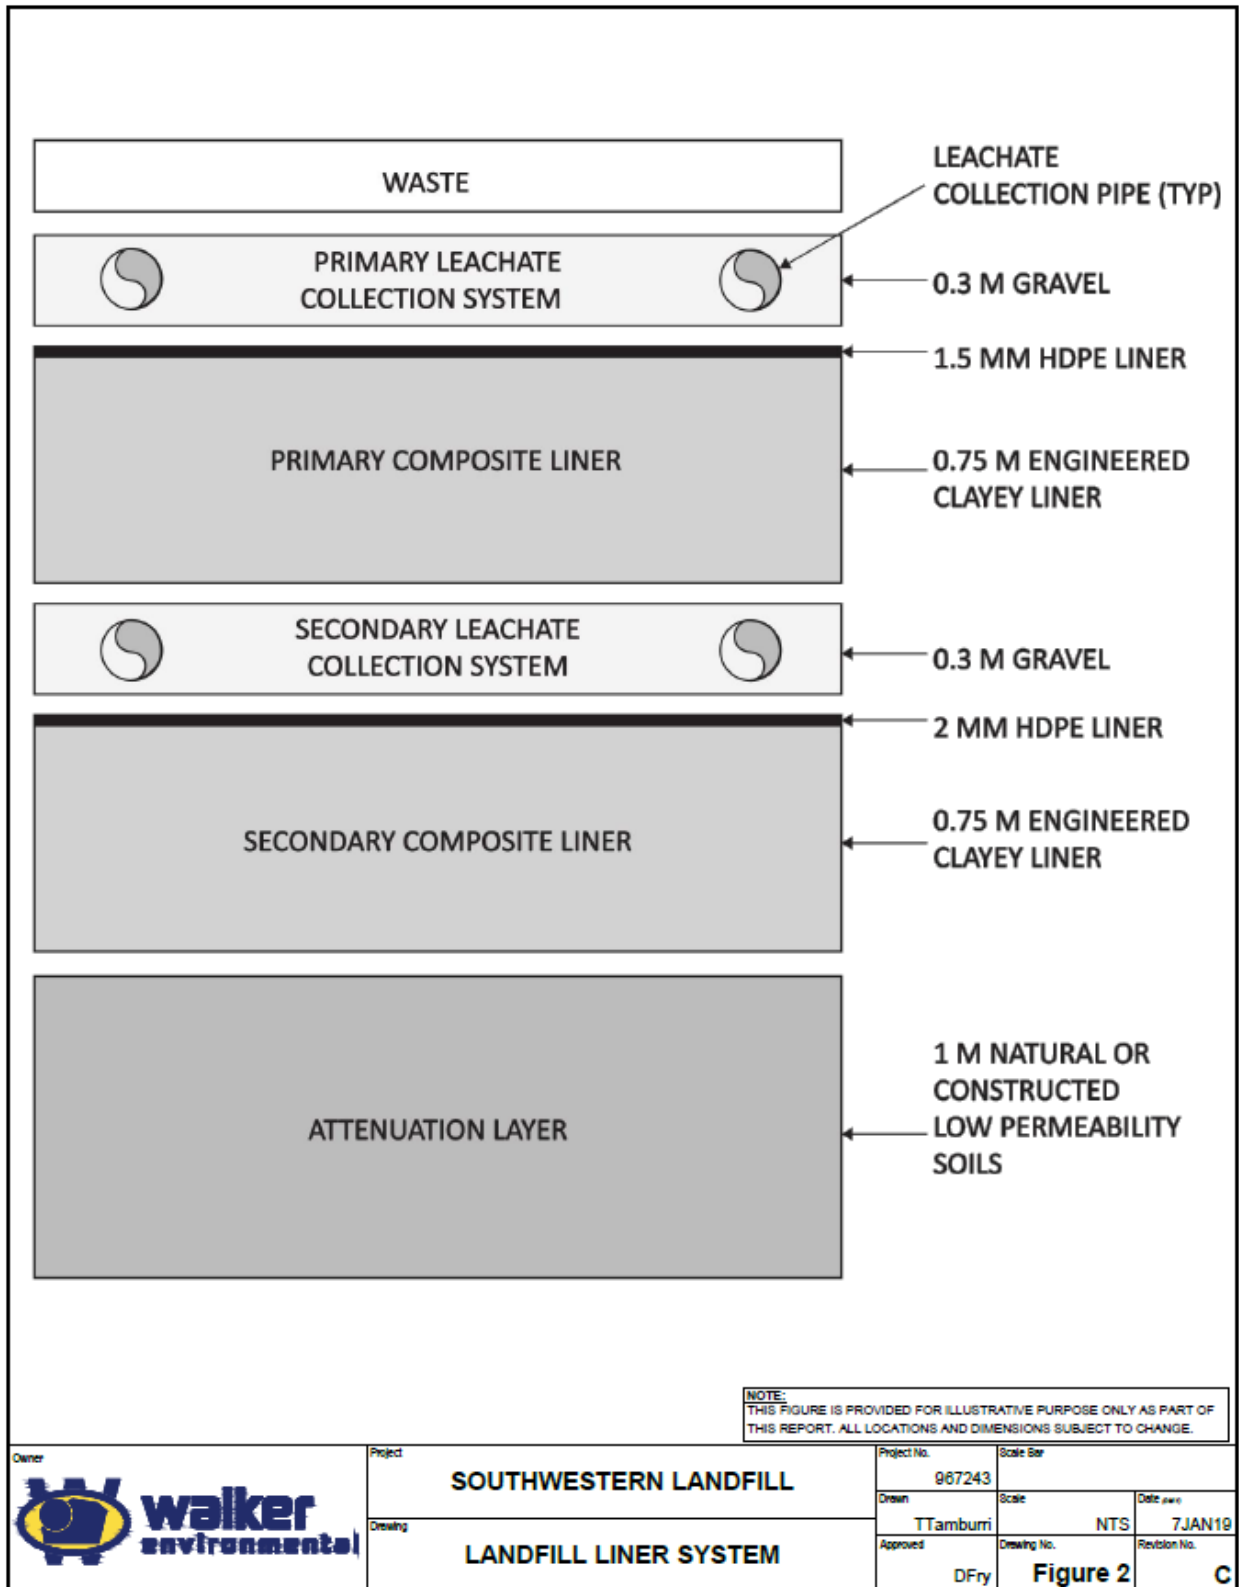 WASTE
LEACHATE
COLLECTION PIPE (TYP)
PRIMARY LEACHATE
COLLECTION SYSTEM
0.3 M GRAVEL
1.5 MM HDPE LINER
PRIMARY COMPOSITE LINER
0.75 M ENGINEERED
CLAYEY LINER
SECONDARY LEACHATE
COLLECTION SYSTEM
0.3 M GRAVEL
2 MM HDPE LINER
SECONDARY COMPOSITE LINER
0.75 M ENGINEERED
CLAYEY LINER
ATTENUATION LAYER
1 M NATURAL OR
CONSTRUCTED
LOW PERMEABILITY
SOILS
NOTE:
THIS FIGURE IS PROVIDED FOR ILLUSTRATIVE PURPOSE ONLY AS PART OF
THIS REPORT. ALL LOCATIONS AND DIMENSIONS SUBJECT TO CHANGE.
Owner
walker
environmental
Project
SOUTHWESTERN LANDFILL
Drawing
LANDFILL LINER SYSTEM
Project No.
967243
Scale Bar
Drawn
TTamburri
Scale
NTS
Date
7JAN19
Approved
DFry
Drawing No.
Figure 2
Revision No.
C